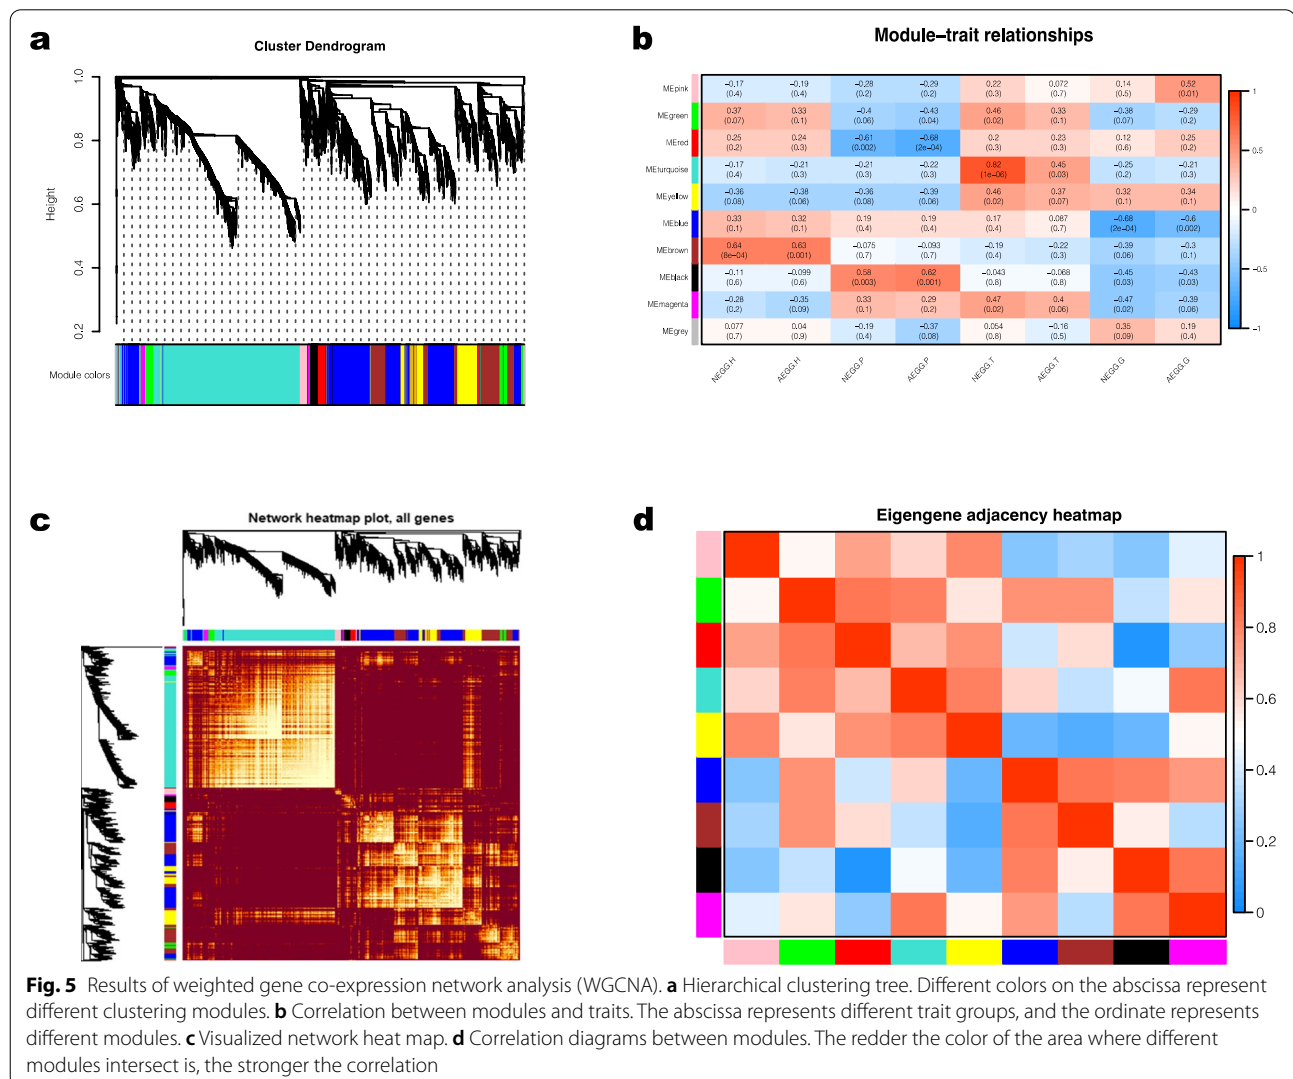 a
Cluster Dendrogram
Height
1.0
0.8
0.6
0.4
0.2
Module colors
b
Module–trait relationships
MEpink
MEgreen
MEred
MEturquoise
MEyellow
MEblue
MEbrown
MEblack
MEmagenta
MEgrey
−0.17 −0.19 −0.28 −0.29 0.22 0.072 0.14 0.52
(0.4) (0.4) (0.2) (0.2) (0.3) (0.7) (0.5) (0.01)
0.37 0.33 −0.4 −0.43 0.46 0.33 −0.38 −0.29
(0.07) (0.1) (0.06) (0.04) (0.02) (0.1) (0.07) (0.2)
0.25 0.24 −0.61 −0.68 0.2 0.23 0.12 0.25
(0.2) (0.3) (0.002) (2e−04) (0.3) (0.3) (0.6) (0.2)
−0.17 −0.21 −0.21 −0.22 0.82 0.45 −0.25 −0.21
(0.4) (0.3) (0.3) (0.3) (1e−06) (0.03) (0.2) (0.3)
−0.36 −0.38 −0.36 −0.39 0.46 0.37 0.32 0.34
(0.08) (0.06) (0.08) (0.06) (0.02) (0.07) (0.1) (0.1)
0.33 0.32 0.19 0.19 0.17 0.087 −0.68 −0.6
(0.1) (0.1) (0.4) (0.4) (0.4) (0.7) (2e−04) (0.002)
0.64 0.63 −0.075 −0.093 −0.19 −0.22 −0.39 −0.3
(8e−04) (0.001) (0.7) (0.7) (0.4) (0.3) (0.06) (0.1)
−0.11 −0.099 0.58 0.62 −0.043 −0.068 −0.45 −0.43
(0.6) (0.6) (0.003) (0.001) (0.8) (0.8) (0.03) (0.03)
−0.28 −0.35 0.33 0.29 0.47 0.4 −0.47 −0.39
(0.2) (0.09) (0.1) (0.2) (0.02) (0.06) (0.02) (0.06)
0.077 0.04 −0.19 −0.37 0.054 −0.16 0.35 0.19
(0.7) (0.9) (0.4) (0.08) (0.8) (0.5) (0.09) (0.4)
NEGG.H
AEGG.H
NEGG.P
AEGG.P
NEGG.T
AEGG.T
NEGG.G
AEGG.G
1
0.5
0
−0.5
−1
c
Network heatmap plot, all genes
d
Eigengene adjacency heatmap
1
0.8
0.6
0.4
0.2
0
Fig. 5 Results of weighted gene co-expression network analysis (WGCNA). a Hierarchical clustering tree. Different colors on the abscissa represent
different clustering modules. b Correlation between modules and traits. The abscissa represents different trait groups, and the ordinate represents
different modules. c Visualized network heat map. d Correlation diagrams between modules. The redder the color of the area where different
modules intersect is, the stronger the correlation